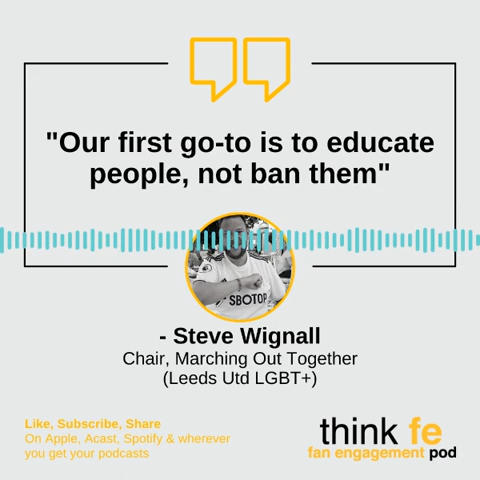 "Our first go-to is to educate
people, not ban them"
SBOTOP
- Steve Wignall
Chair, Marching Out Together
(Leeds Utd LGBT+)
Like, Subscribe, Share
On Apple, Acast, Spotify & wherever
you get your podcasts
think fe
fan engagement pod